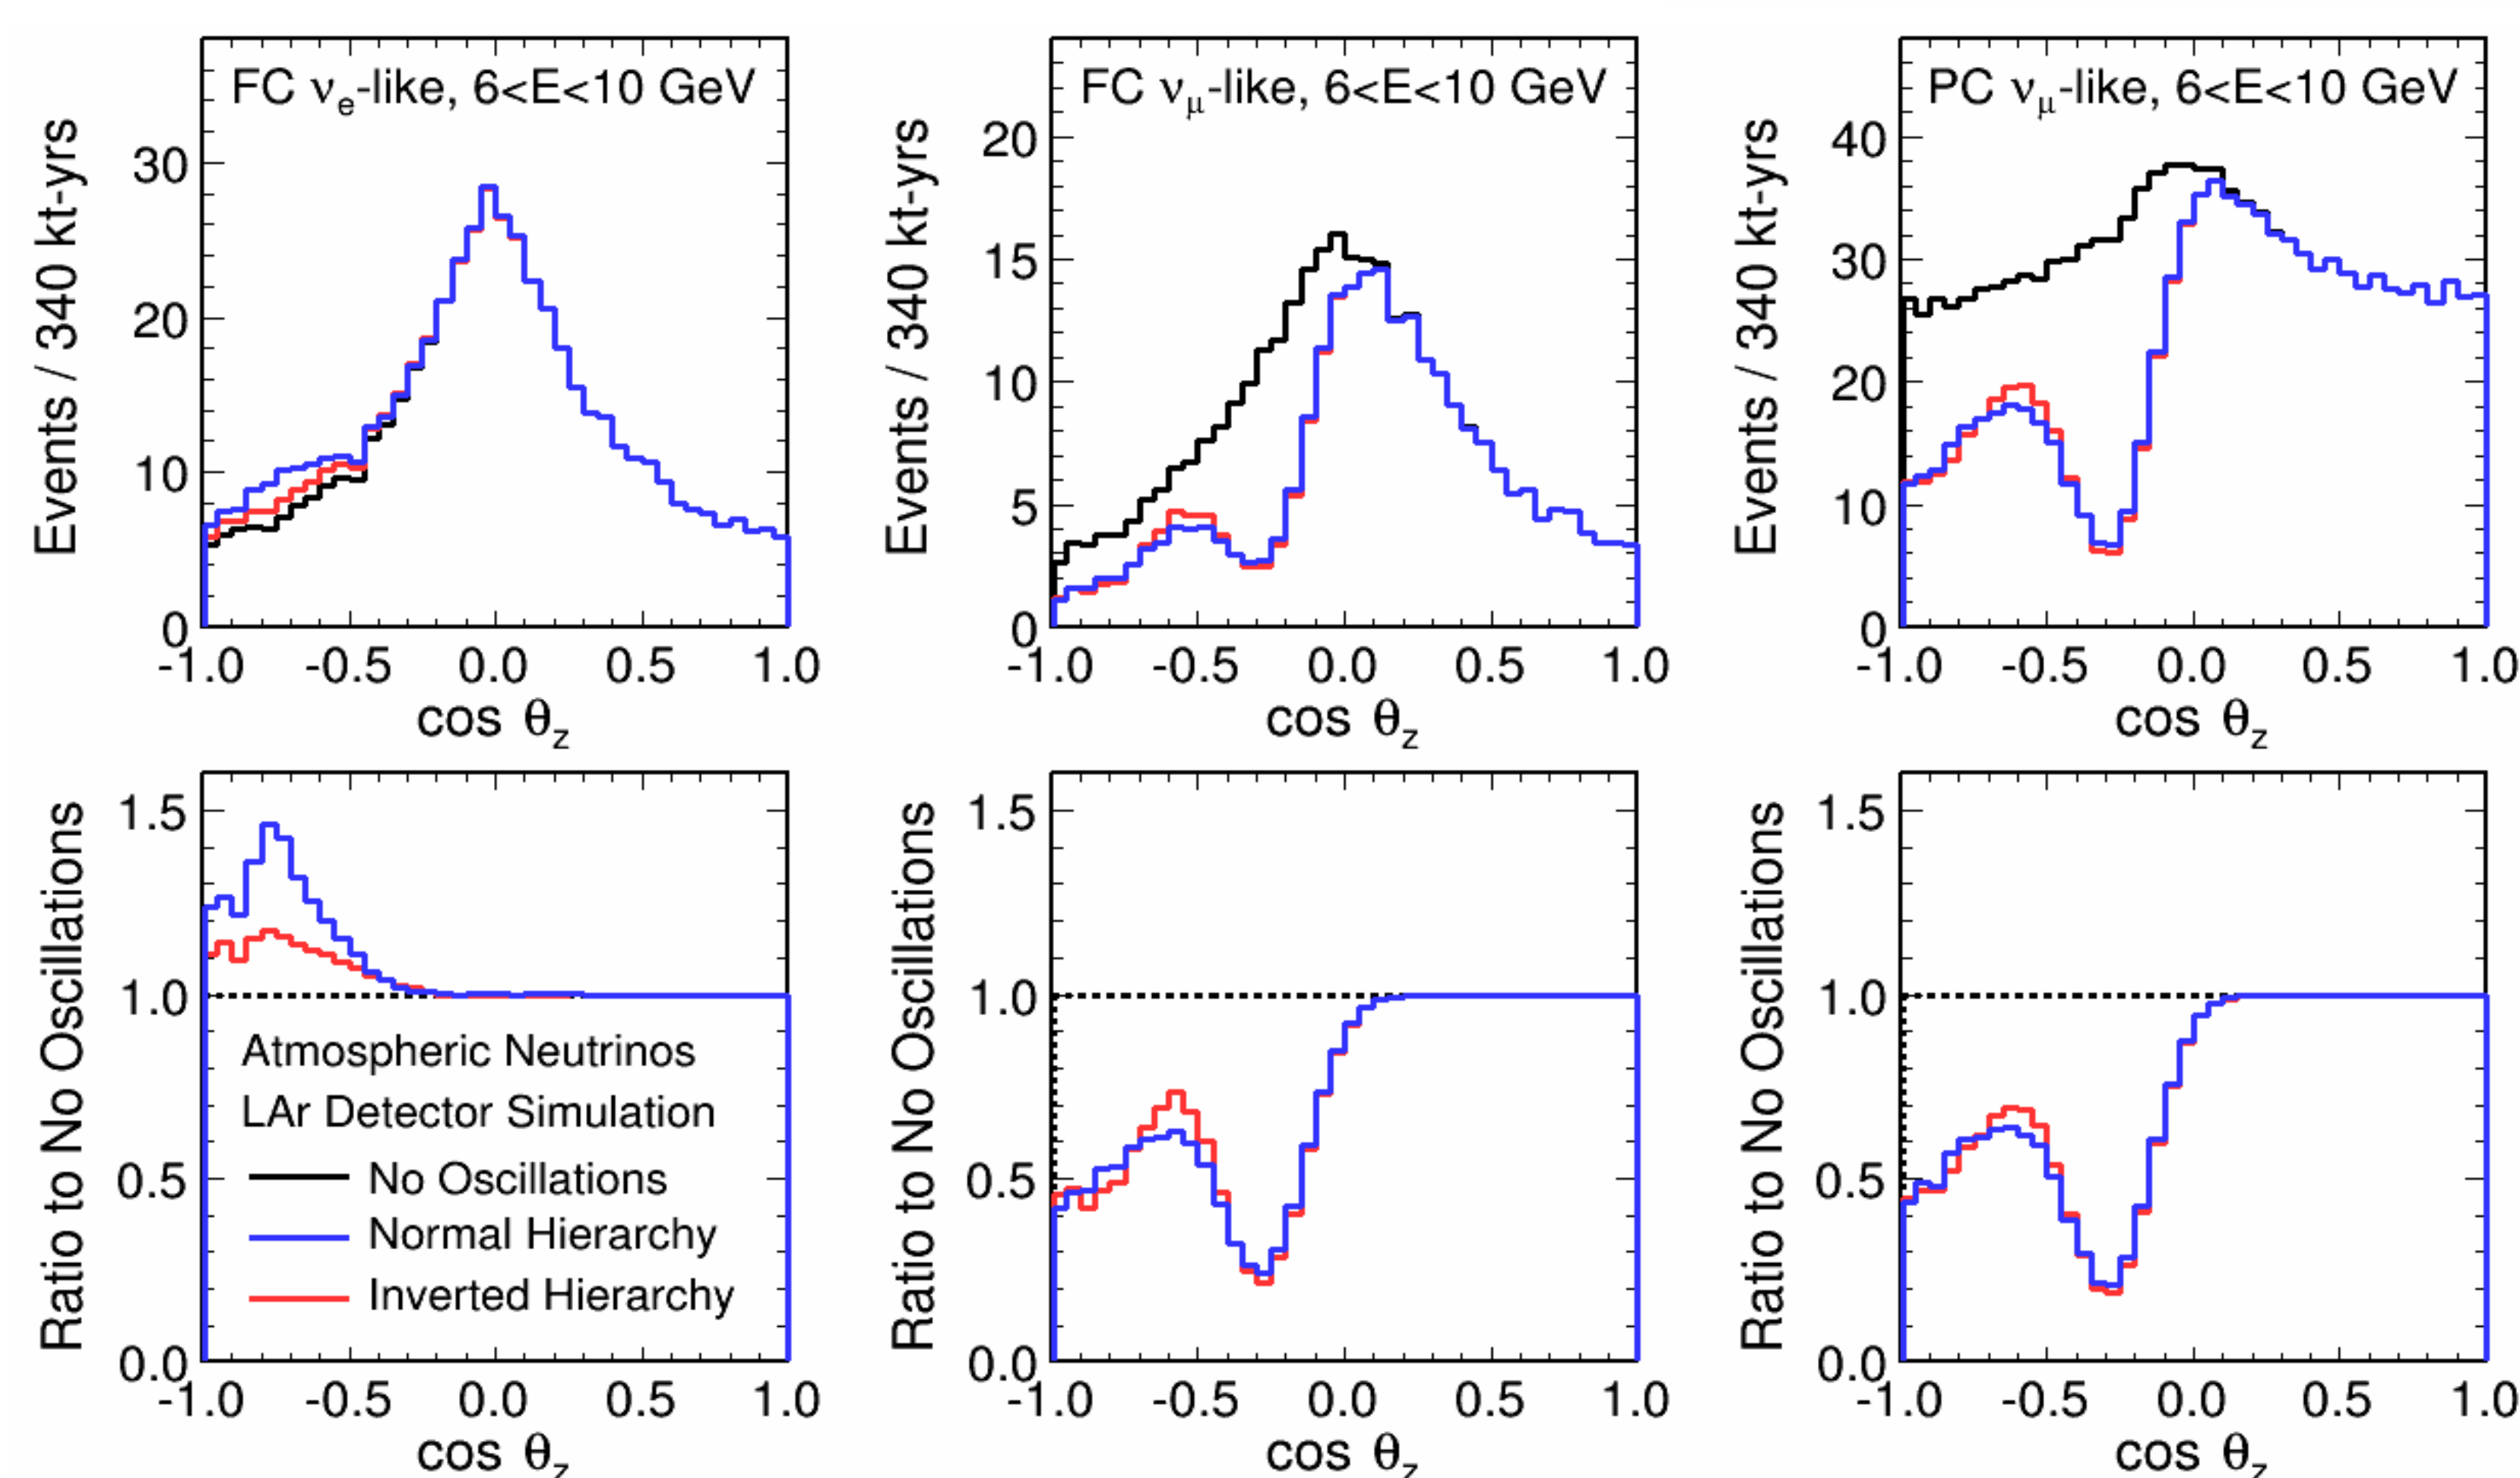 FC νe-like, 6<E<10 GeV
Events / 340 kt-yrs
30
20
10
0
-1.0 -0.5 0.0 0.5 1.0
cos θz
FC νμ-like, 6<E<10 GeV
Events / 340 kt-yrs
20
15
10
5
0
-1.0 -0.5 0.0 0.5 1.0
cos θz
PC νμ-like, 6<E<10 GeV
Events / 340 kt-yrs
40
30
20
10
0
-1.0 -0.5 0.0 0.5 1.0
cos θz
Ratio to No Oscillations
1.5
1.0
0.5
0.0
Atmospheric Neutrinos
LAr Detector Simulation
No Oscillations
Normal Hierarchy
Inverted Hierarchy
-1.0 -0.5 0.0 0.5 1.0
cos θz
Ratio to No Oscillations
1.5
1.0
0.5
0.0
-1.0 -0.5 0.0 0.5 1.0
cos θz
Ratio to No Oscillations
1.5
1.0
0.5
0.0
-1.0 -0.5 0.0 0.5 1.0
cos θz